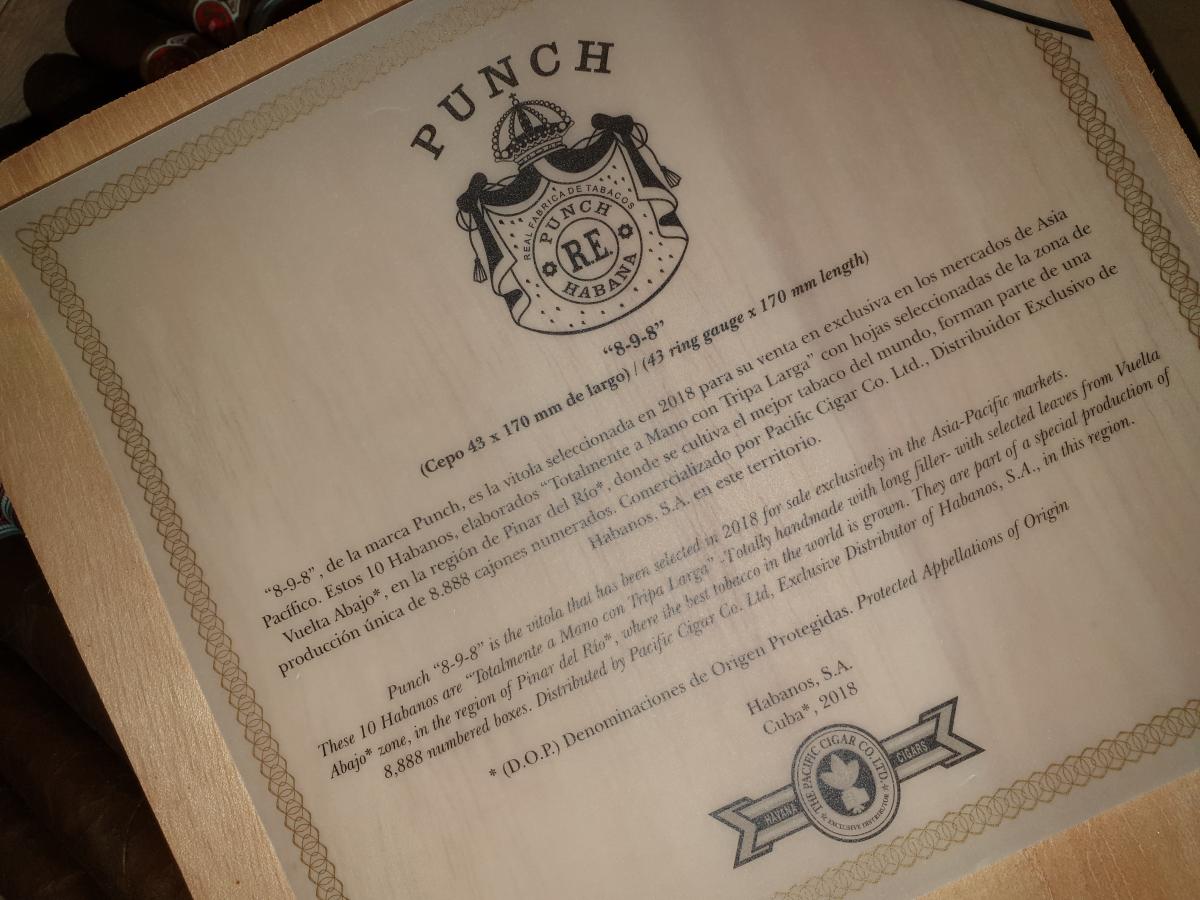 PUNCH
REAL FABRICA DE TABACOS
PUNCH
R.E
HABANA
“8-9-8”
(Cepo 43 x 170 mm de largo) / (43 ring gauge x 170 mm length)
“8-9-8”, de la marca Punch, es la vitola seleccionada en 2018 para su venta en exclusiva en los mercados de Asia
Pacífico. Estos 10 Habanos, elaborados “Totalmente a Mano con Tripa Larga” con hojas seleccionadas de la zona de
Vuelta Abajo*, en la región de Pinar del Río*, donde se cultiva el mejor tabaco del mundo, forman parte de una
producción única de 8.888 cajones numerados. Comercializado por Pacific Cigar Co. Ltd., Distribuidor Exclusivo de
Habanos, S.A. en este territorio.
Punch “8-9-8” is the vitola that has been selected in 2018 for sale exclusively in the Asia-Pacific markets.
These 10 Habanos are “Totalmente a Mano con Tripa Larga” -Totally handmade with long filler- with selected leaves from Vuelta
Abajo* zone, in the region of Pinar del Río*, where the best tobacco in the world is grown. They are part of a special production of
8,888 numbered boxes. Distributed by Pacific Cigar Co. Ltd, Exclusive Distributor of Habanos, S.A., in this region.
* (D.O.P.) Denominaciones de Origen Protegidas. Protected Appellations of Origin
Habanos, S.A.
Cuba*, 2018
THE PACIFIC CIGAR CO. LTD.
HAVANA CIGARS
EXCLUSIVE DISTRIBUTOR